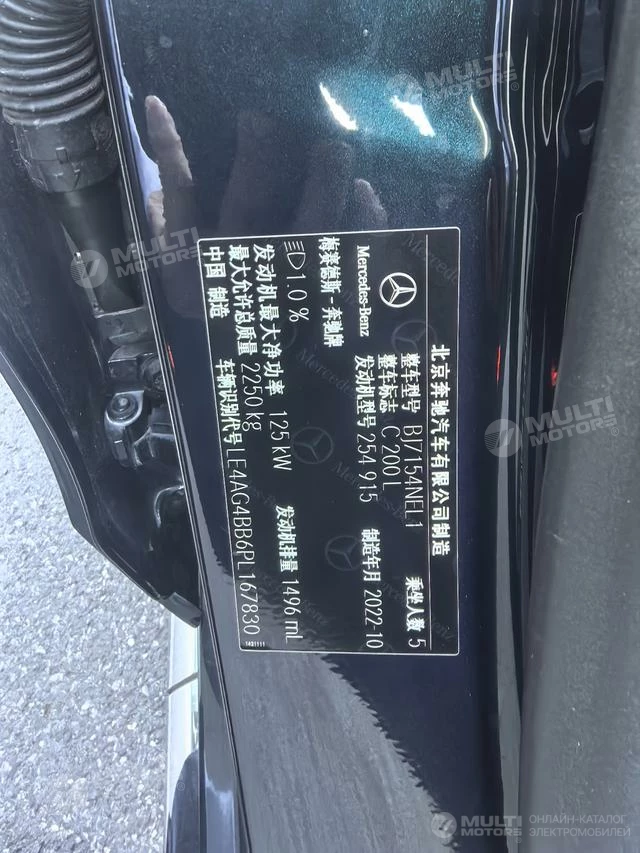 北京奔驰汽车有限公司制造
整车型号 BJ7154NEL1 乘坐人数 5
整车标志 C 200 L
发动机型号 254 915 制造年月 2022-10
Mercedes-Benz
梅赛德斯-奔驰牌
1.0 %
发动机最大净功率 125 kW 发动机排量 1496 mL
最大允许总质量 2250 kg
中国 制造 车辆识别代号 LE4AG4BB6PL167830
1421111
MULTI MOTORS®
MULTI MOTORS
MULTI MOTORS
MULTI MOTORS
ОНЛАЙН-КАТАЛОГ
ЭЛЕКТРОМОБИЛЕЙ